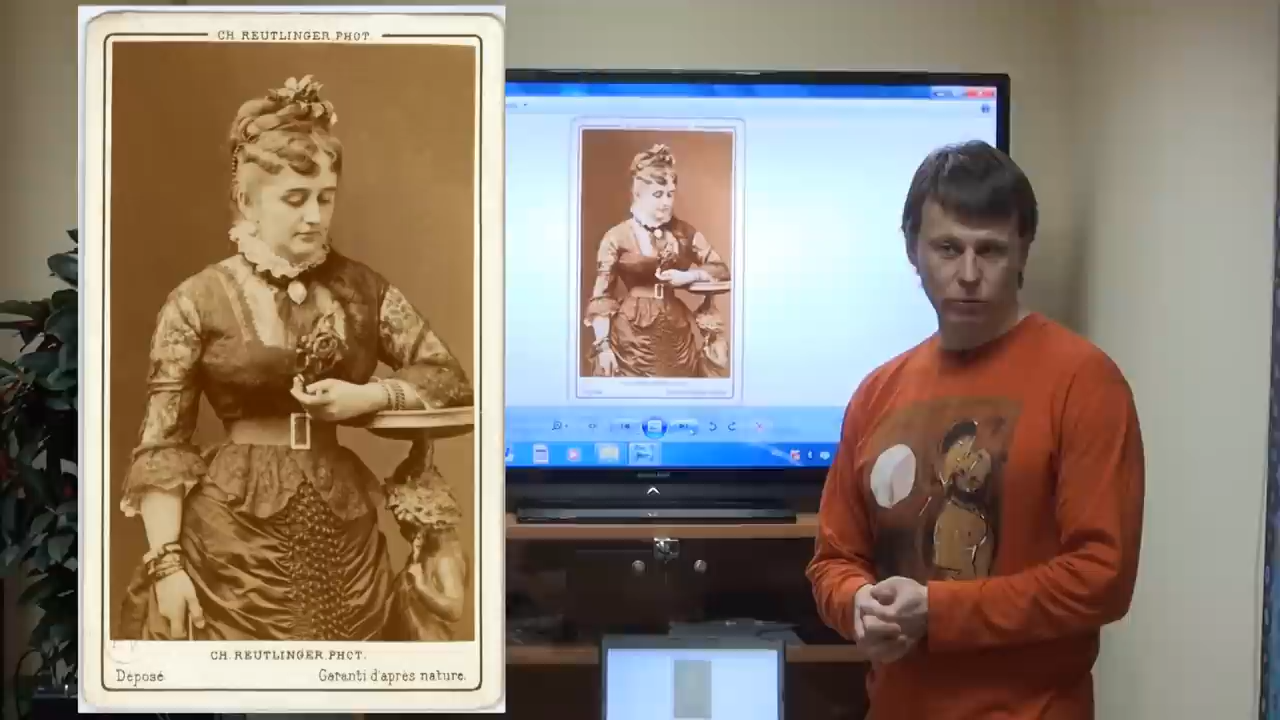 CH. REUTLINGER PHOT.
CH. REUTLINGER PHOT.
Déposé.
Garanti d'après nature.